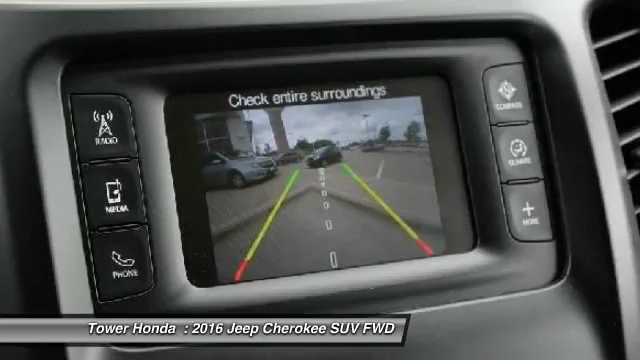 Check entire surroundings
RADIO
MEDIA
PHONE
COMPASS
CLIMATE
MORE
Tower Honda : 2016 Jeep Cherokee SUV FWD